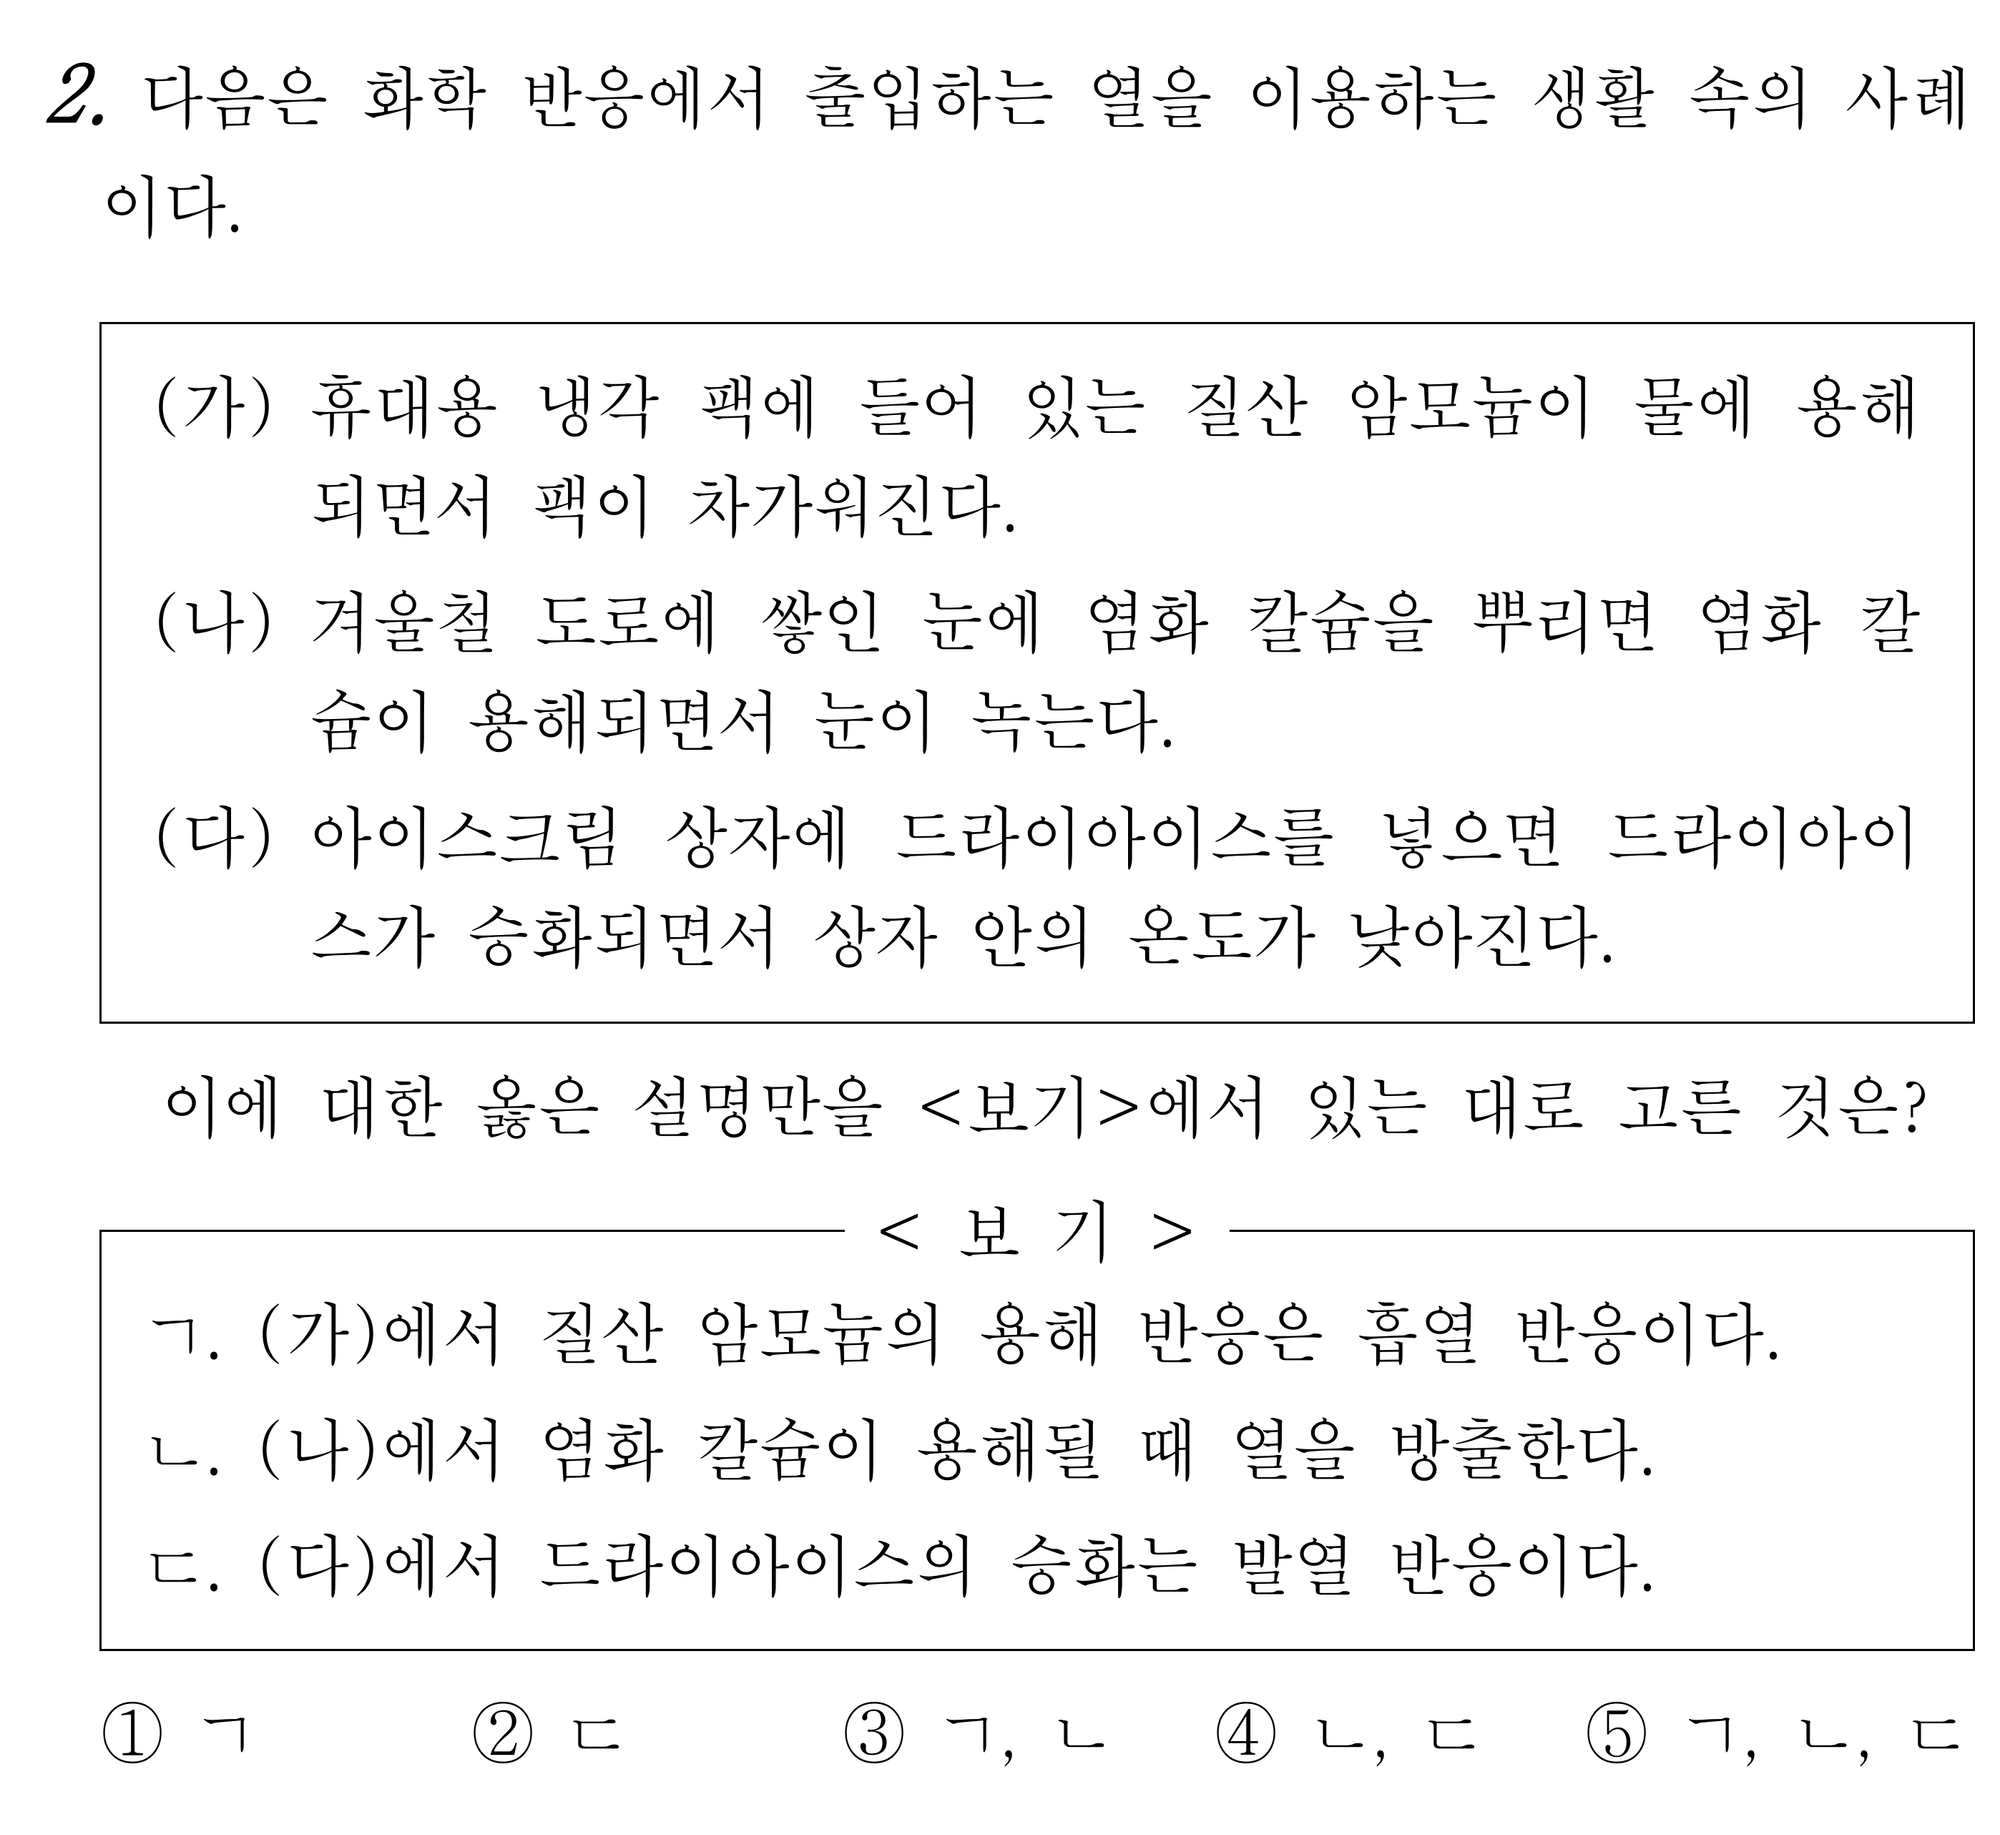 2. 다음은 화학 반응에서 출입하는 열을 이용하는 생활 속의 사례
이다.
(가) 휴대용 냉각 팩에 들어 있는 질산 암모늄이 물에 용해
되면서 팩이 차가워진다.
(나) 겨울철 도로에 쌓인 눈에 염화 칼슘을 뿌리면 염화 칼
슘이 용해되면서 눈이 녹는다.
(다) 아이스크림 상자에 드라이아이스를 넣으면 드라이아이
스가 승화되면서 상자 안의 온도가 낮아진다.
이에 대한 옳은 설명만을 <보기>에서 있는 대로 고른 것은?
< 보 기 >
ㄱ. (가)에서 질산 암모늄의 용해 반응은 흡열 반응이다.
ㄴ. (나)에서 염화 칼슘이 용해될 때 열을 방출한다.
ㄷ. (다)에서 드라이아이스의 승화는 발열 반응이다.
① ㄱ ② ㄷ ③ ㄱ, ㄴ ④ ㄴ, ㄷ ⑤ ㄱ, ㄴ, ㄷ